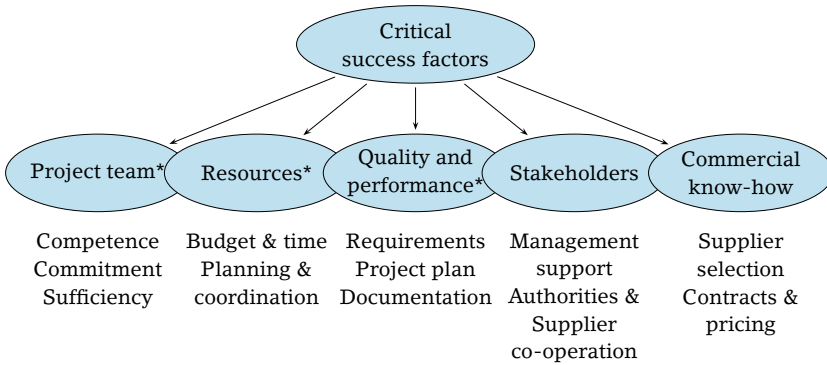 Critical
success factors
Project team*
Resources*
Quality and
performance*
Stakeholders
Commercial
know-how
Competence
Commitment
Sufficiency
Budget & time
Planning &
coordination
Requirements
Project plan
Documentation
Management
support
Authorities &
Supplier
co-operation
Supplier
selection
Contracts &
pricing